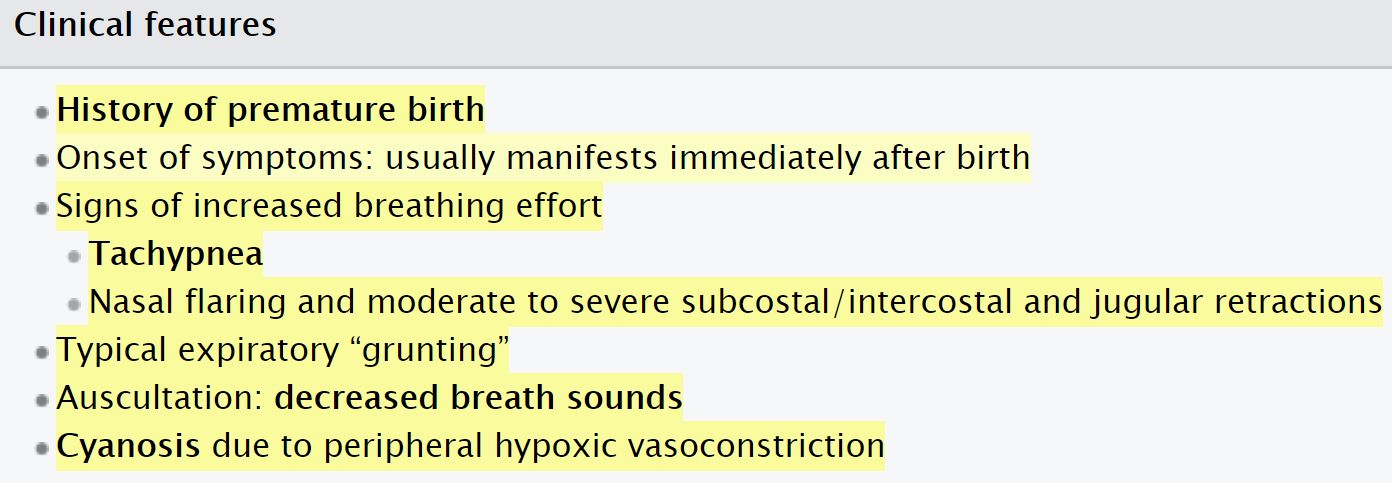 Clinical features
History of premature birth
Onset of symptoms: usually manifests immediately after birth
Signs of increased breathing effort
Tachypnea
Nasal flaring and moderate to severe subcostal/intercostal and jugular retractions
Typical expiratory “grunting”
Auscultation: decreased breath sounds
Cyanosis due to peripheral hypoxic vasoconstriction